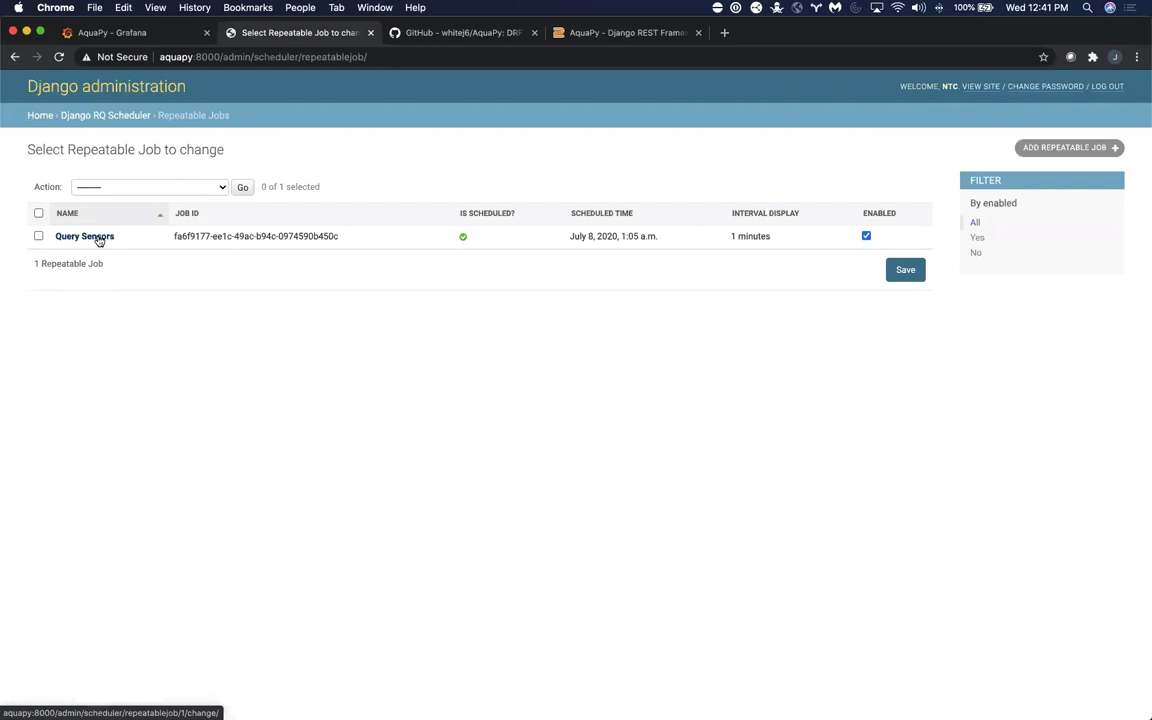 Chrome File Edit View History Bookmarks People Tab Window Help 100% Wed 12:41 PM
AquaPy - Grafana Select Repeatable Job to chan GitHub - whitej6/AquaPy: DRF AquaPy - Django REST Frame
Not Secure aquapy:8000/admin/scheduler/repeatablejob/ J
Django administration WELCOME, NTC. VIEW SITE / CHANGE PASSWORD / LOG OUT
Home › Django RQ Scheduler › Repeatable Jobs
Select Repeatable Job to change ADD REPEATABLE JOB +
Action: --------- Go 0 of 1 selected
FILTER
NAME JOB ID IS SCHEDULED? SCHEDULED TIME INTERVAL DISPLAY ENABLED
Query Sensors fa6f9177-ee1c-49ac-b94c-0974590b450c July 8, 2020, 1:05 a.m. 1 minutes
1 Repeatable Job
Save
By enabled
All
Yes
No
aquapy:8000/admin/scheduler/repeatablejob/1/change/